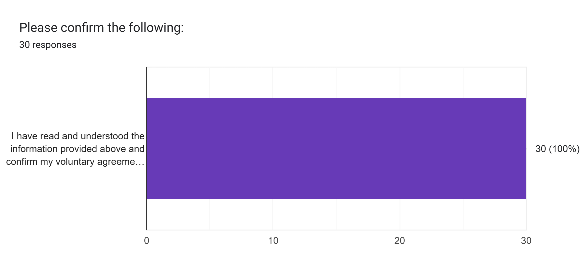 Please confirm the following:
30 responses
I have read and understood the
information provided above and
confirm my voluntary agreeme…
30 (100%)
0
10
20
30